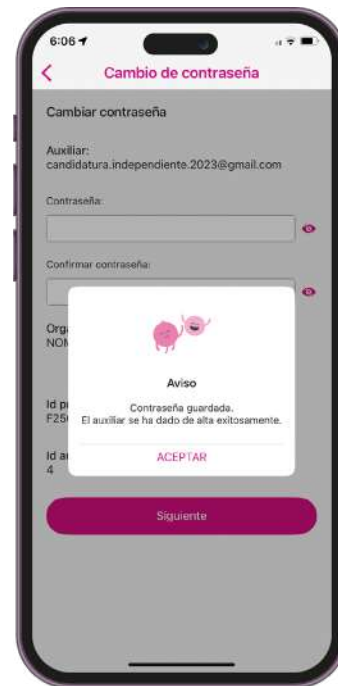 6:06
Cambio de contraseña
Cambiar contraseña
Auxiliar:
candidatura.independiente.2023@gmail.com
Contraseña:
Confirmar contraseña:
Aviso
Contraseña guardada.
El auxiliar se ha dado de alta exitosamente.
ACEPTAR
4
Siguiente